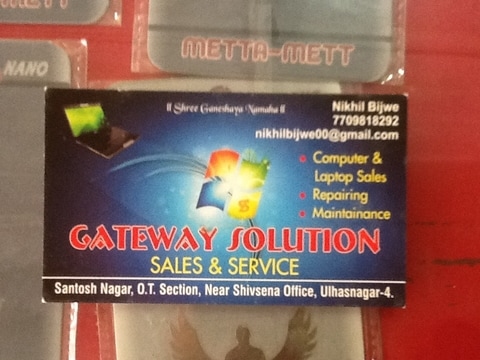 METT
METTA-METT
NANO
|| Shree Ganeshaya Namaha ||
Nikhil Bijwe
7709818292
nikhilbijwe00@gmail.com
Computer &
Laptop Sales
Repairing
Maintainance
GATEWAY SOLUTION
SALES & SERVICE
Santosh Nagar, O.T. Section, Near Shivsena Office, Ulhasnagar-4.